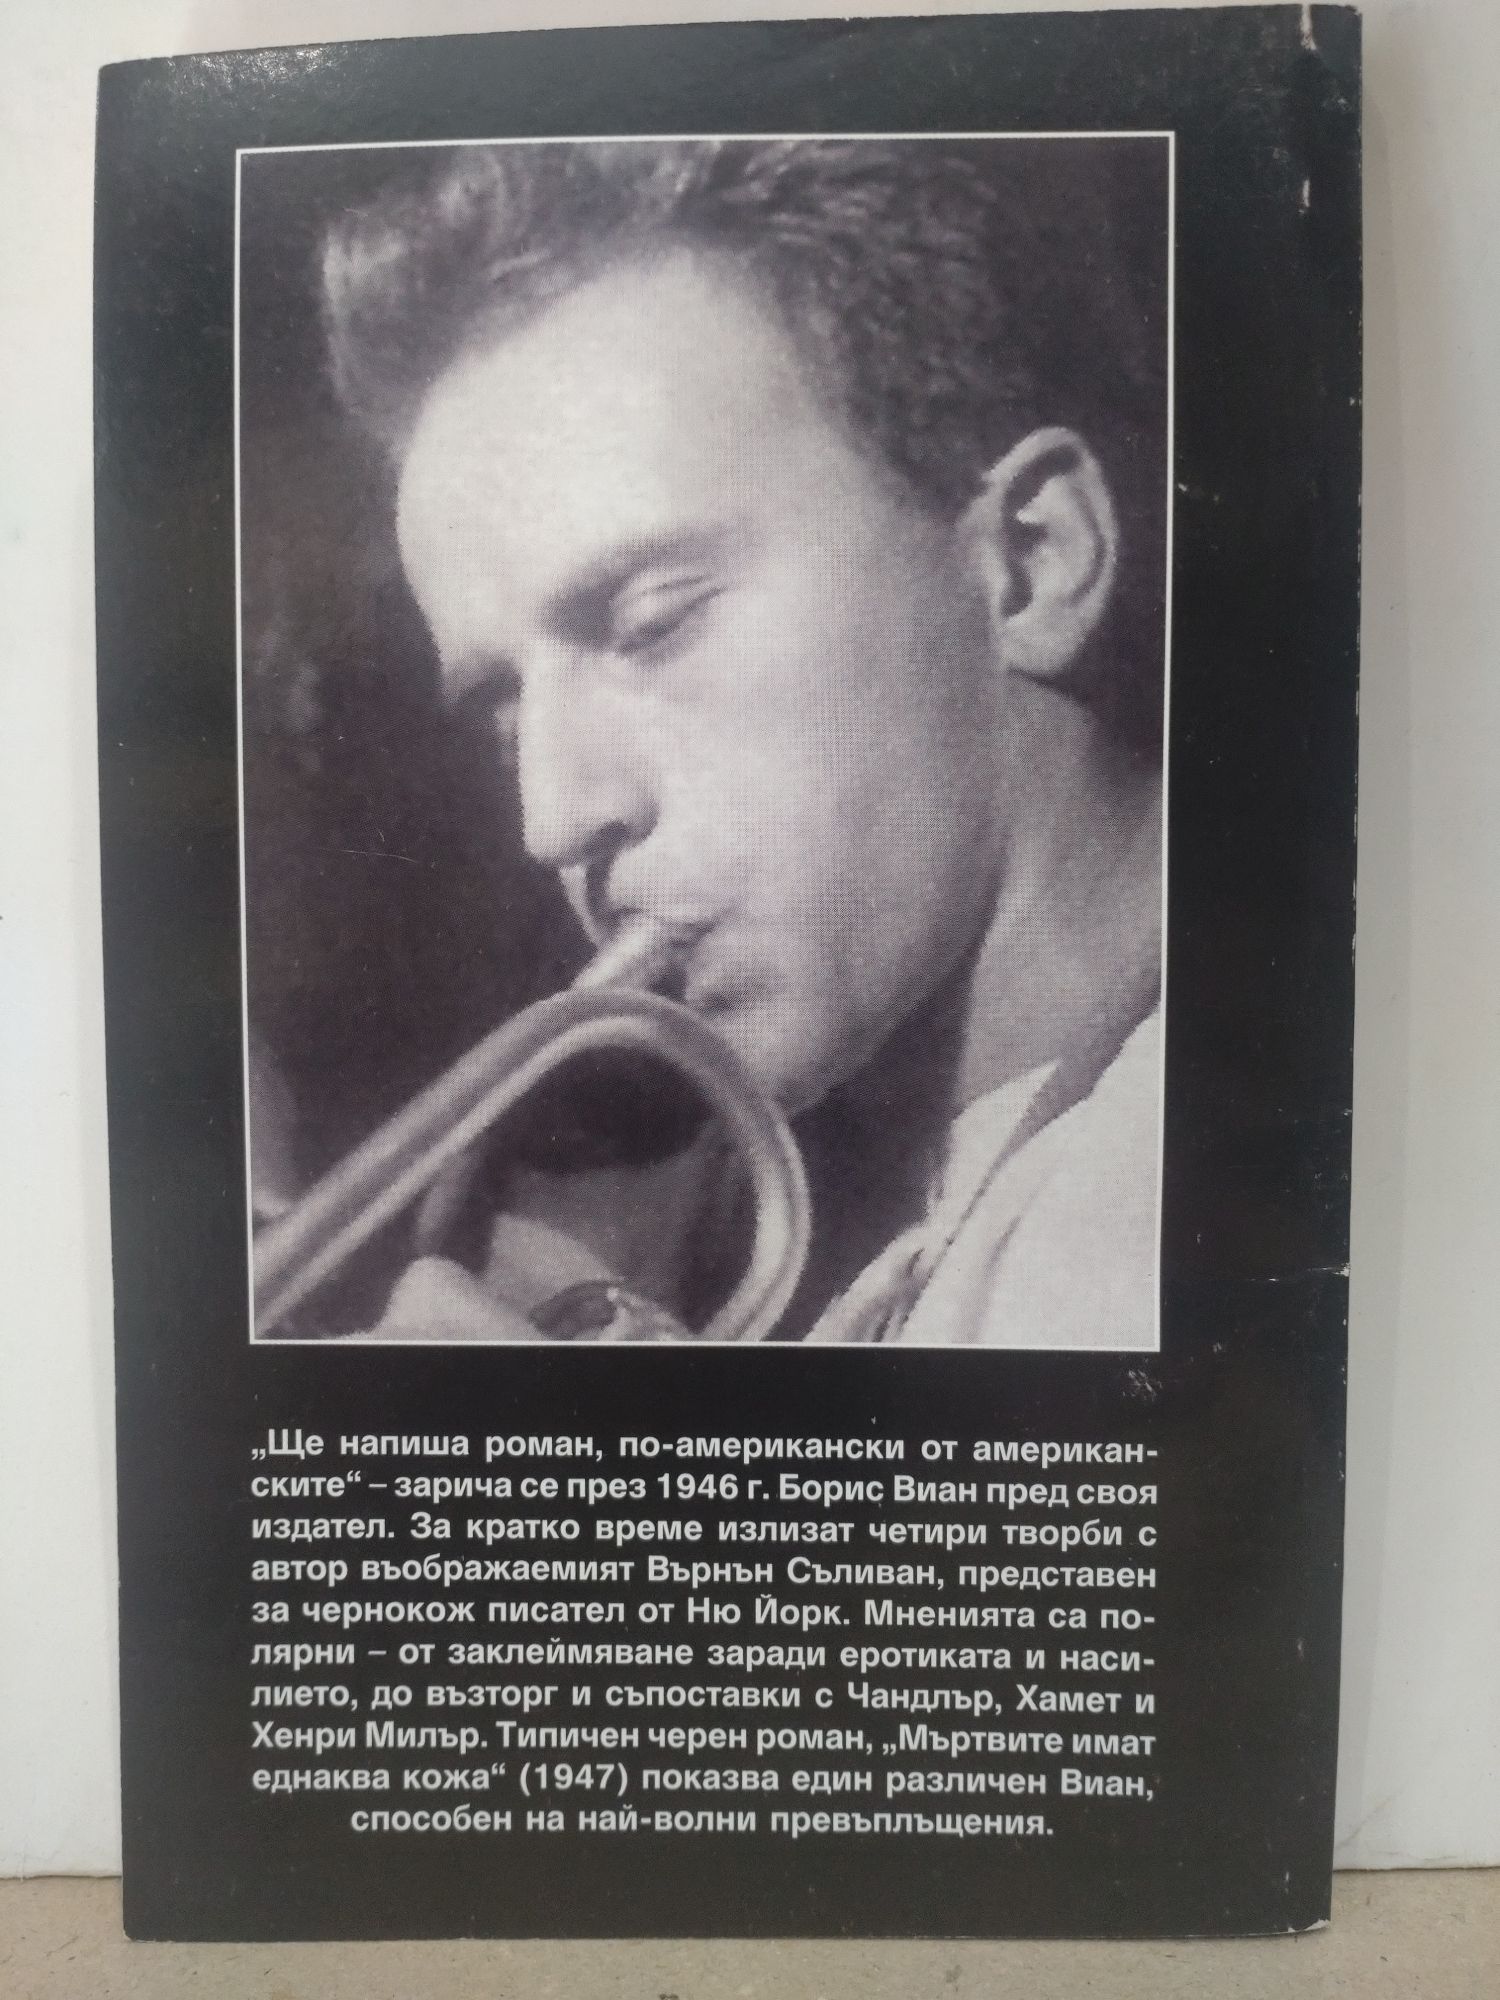 „Ще напиша роман, по-американски от американ-
ските“ – зарича се през 1946 г. Борис Виан пред своя
издател. За кратко време излизат четири творби с
автор въображаемият Върнън Съливан, представен
за чернокож писател от Ню Йорк. Мненията са по-
лярни – от заклеймяване заради еротиката и наси-
лието, до възторг и съпоставки с Чандлър, Хамет и
Хенри Милър. Типичен черен роман, „Мъртвите имат
еднаква кожа“ (1947) показва един различен Виан,
способен на най-волни превъплъщения.